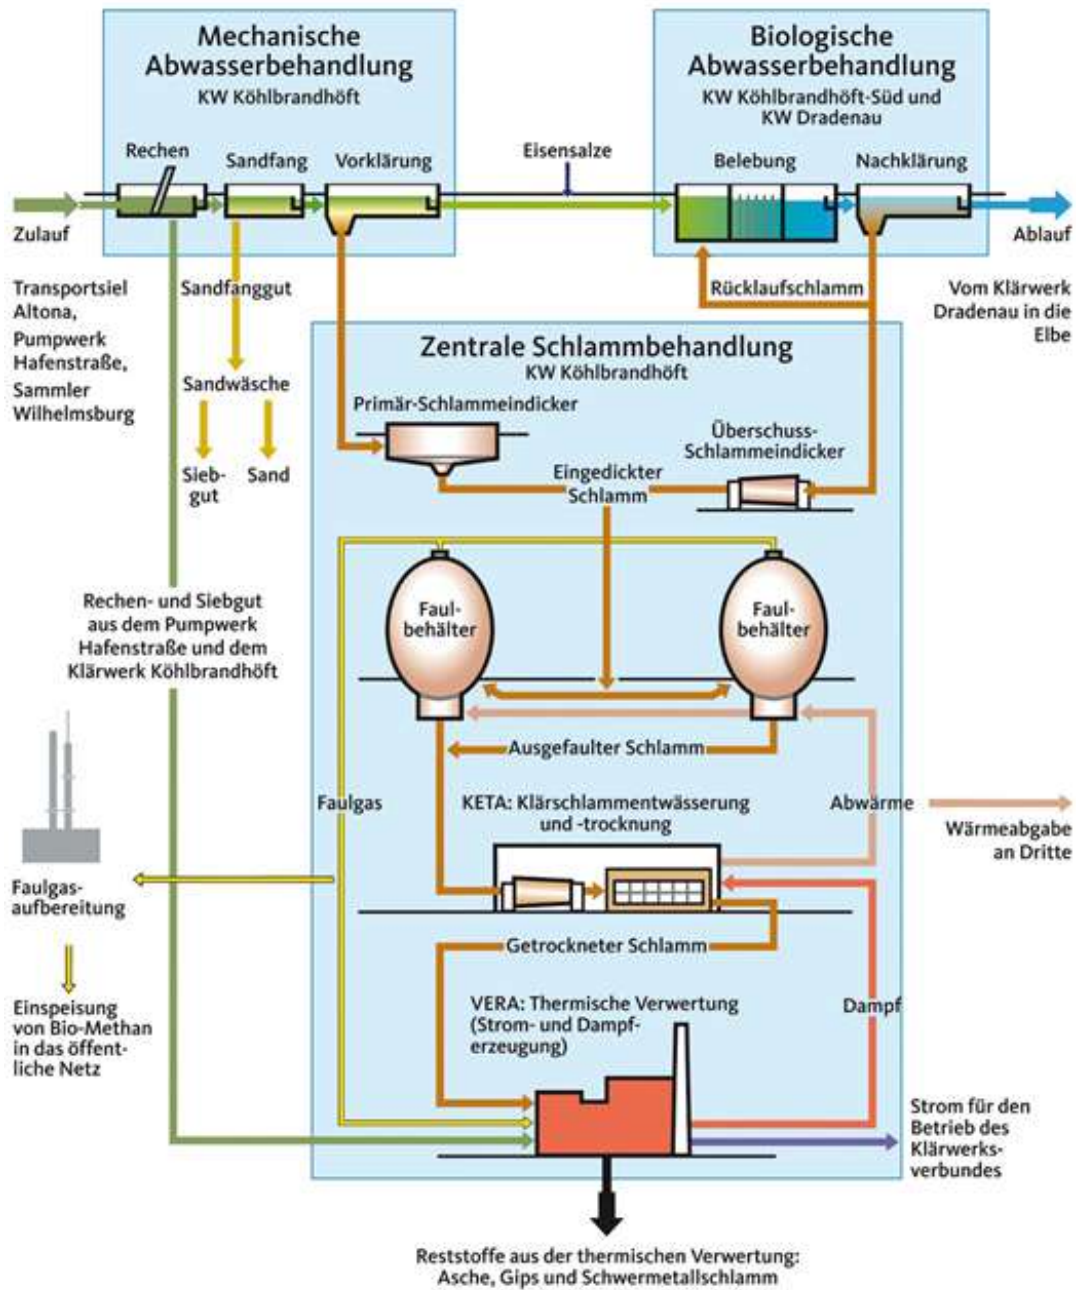 Mechanische
Abwasserbehandlung
KW Köhlbrandhöft
Biologische
Abwasserbehandlung
KW Köhlbrandhöft-Süd und
KW Dradenau
Rechen
Sandfang
Vorklärung
Eisensalze
Belebung
Nachklärung
Zulauf
Ablauf
Transportsiel
Altona,
Pumpwerk
Hafenstraße,
Sammler
Wilhelmsburg
Sandfanggut
Rücklaufschlamm
Vom Klärwerk
Dradenau in die
Elbe
Sandwäsche
Sieb-
gut
Sand
Zentrale Schlammbehandlung
KW Köhlbrandhöft
Primär-Schlammeindicker
Überschuss-
Schlammeindicker
Eingedickter
Schlamm
Faul-
behälter
Faul-
behälter
Rechen- und Siebgut
aus dem Pumpwerk
Hafenstraße und dem
Klärwerk Köhlbrandhöft
Ausgefaulter Schlamm
Faulgas
KETA: Klärschlammentwässerung
und -trocknung
Abwärme
Wärmeabgabe
an Dritte
Faulgas-
aufbereitung
Getrockneter Schlamm
Einspeisung
von Bio-Methan
in das öffent-
liche Netz
VERA: Thermische Verwertung
(Strom- und Dampf-
erzeugung)
Dampf
Strom für den
Betrieb des
Klärwerks-
verbundes
Reststoffe aus der thermischen Verwertung:
Asche, Gips und Schwermetallschlamm